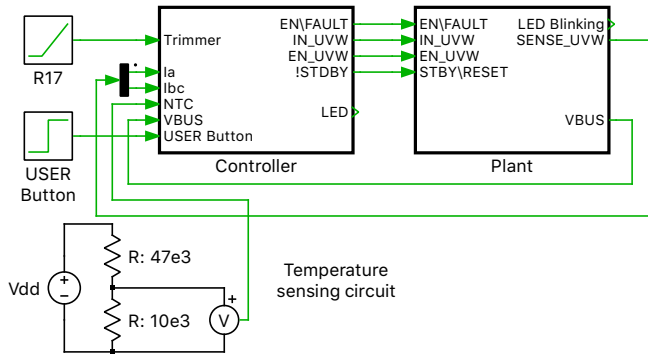 R17
USER
Button
Trimmer
Ia
Ibc
NTC
VBUS
USER Button
EN\FAULT
IN_UVW
EN_UVW
!STDBY
LED
Controller
EN\FAULT
IN_UVW
EN_UVW
STBY\RESET
LED Blinking
SENSE_UVW
VBUS
Plant
Vdd
R: 47e3
R: 10e3
V
Temperature
sensing circuit